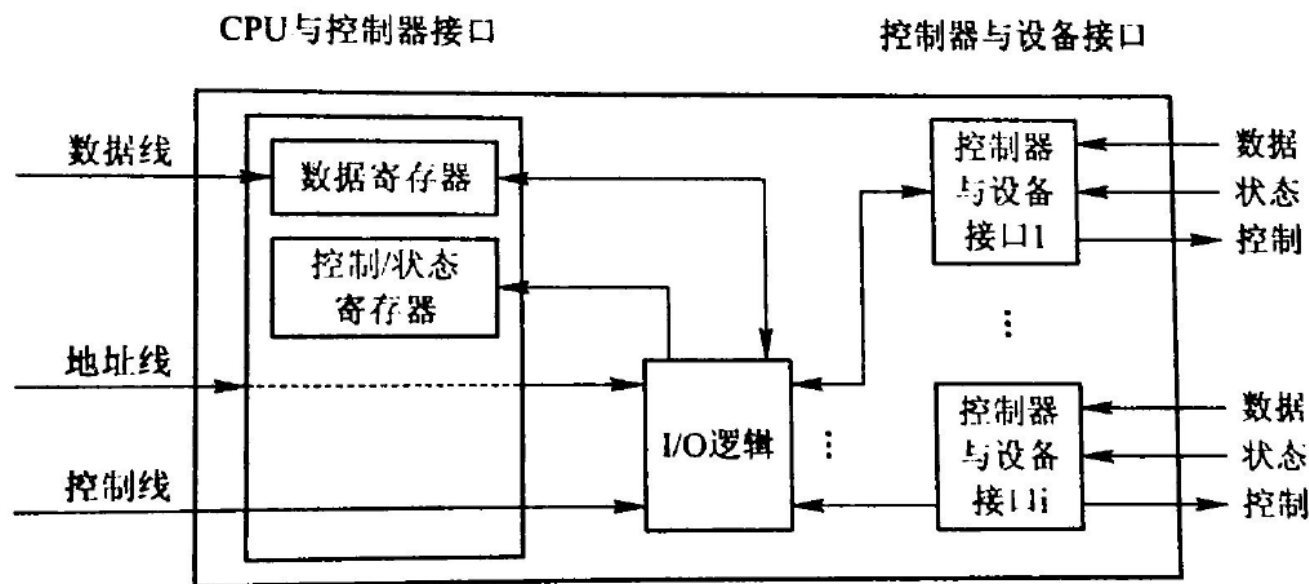 CPU与控制器接口
控制器与设备接口
数据线
数据寄存器
控制/状态
寄存器
地址线
控制线
I/O逻辑
控制器
与设备
接口1
数据
状态
控制
控制器
与设备
接口i
数据
状态
控制